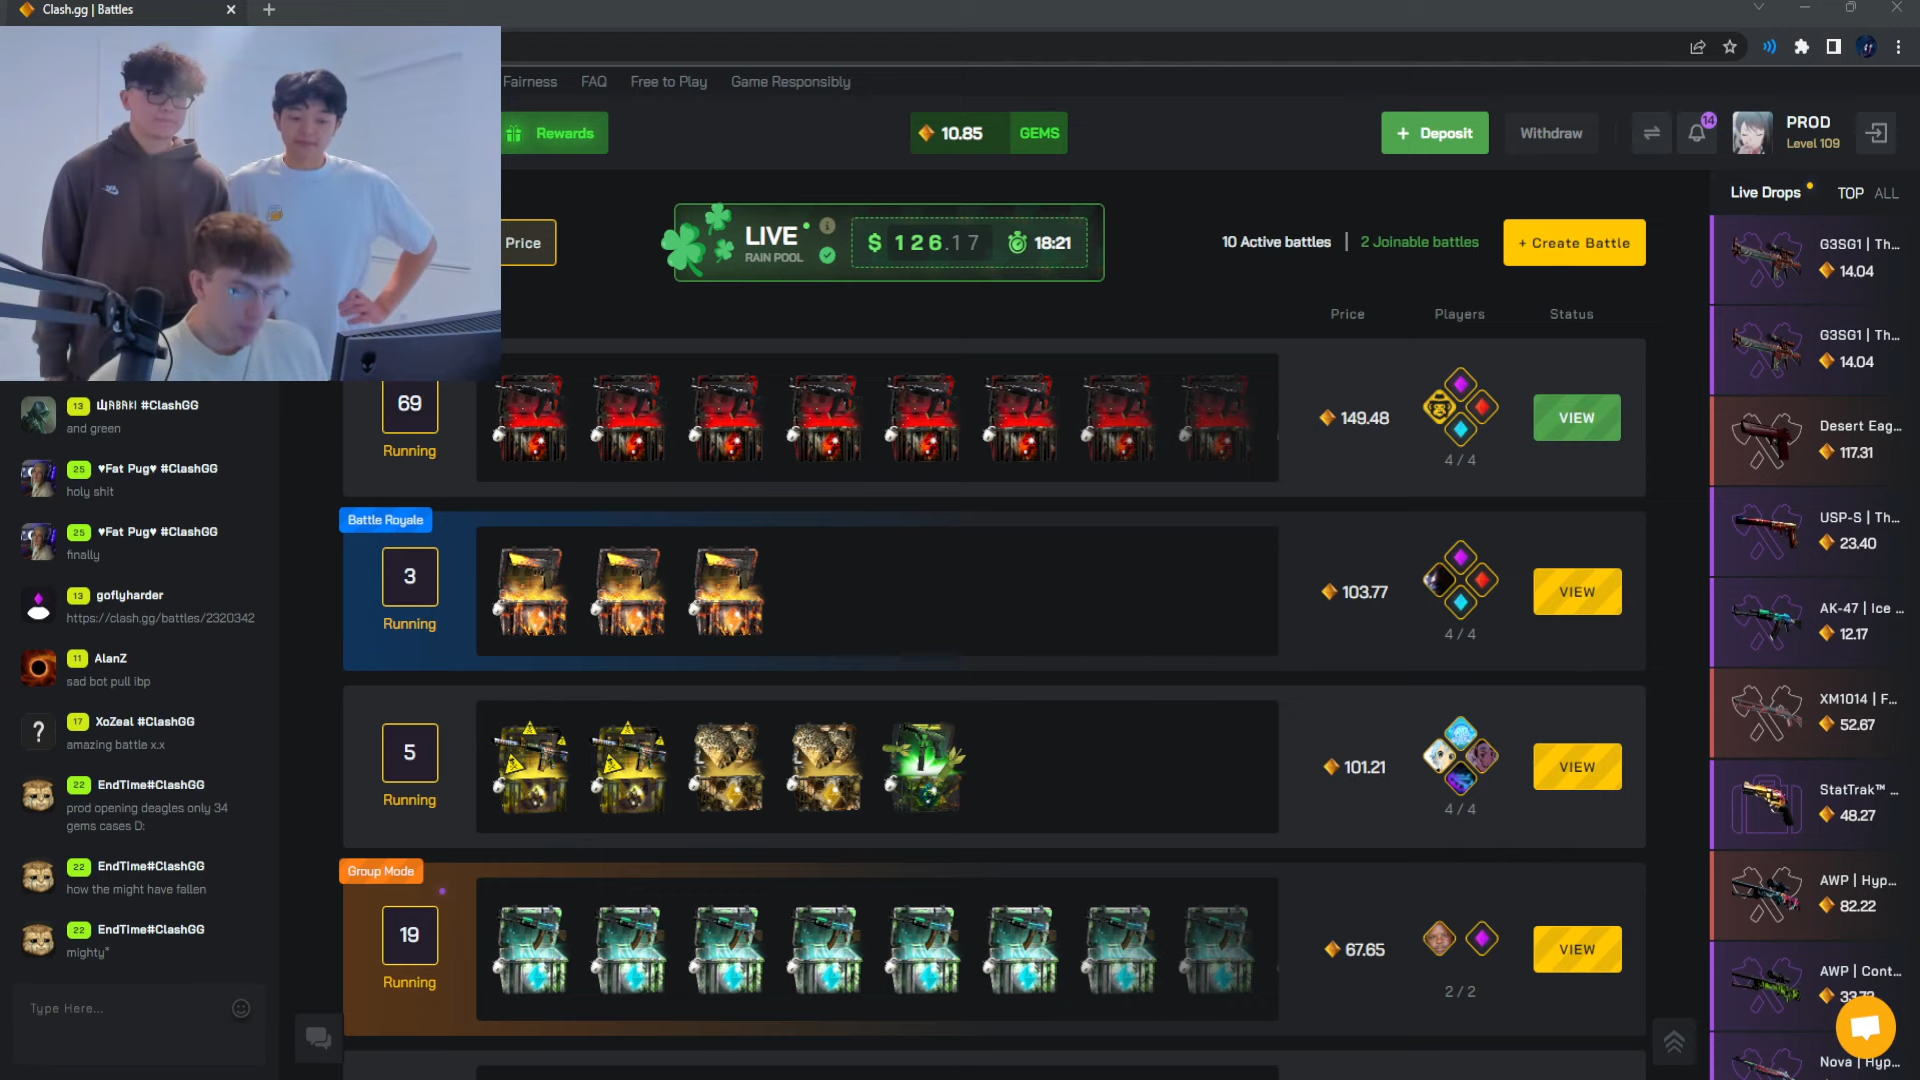 Clash.gg | Battles
Fairness
FAQ
Free to Play
Game Responsibly
Rewards
10.85
GEMS
+ Deposit
Withdraw
14
PROD
Level 109
Price
LIVE
RAIN POOL
$ 126.17
18:21
10 Active battles | 2 Joinable battles
+ Create Battle
Price
Players
Status
69
Running
149.48
4 / 4
VIEW
Battle Royale
3
Running
103.77
4 / 4
VIEW
5
Running
101.21
4 / 4
VIEW
Group Mode
19
Running
67.65
2 / 2
VIEW
13 #ClashGG
and green
25 ♥Fat Pug♥ #ClashGG
holy shit
25 ♥Fat Pug♥ #ClashGG
finally
13 goflyharder
https://clash.gg/battles/2320342
11 AlanZ
sad bot pull ibp
17 XoZeal #ClashGG
amazing battle x.x
22 EndTime#ClashGG
prod opening deagles only 34
gems cases D:
22 EndTime#ClashGG
how the might have fallen
22 EndTime#ClashGG
mighty*
Type Here...
Live Drops
TOP
ALL
G3SG1 | Th...
14.04
G3SG1 | Th...
14.04
Desert Eag...
117.31
USP-S | Th...
23.40
AK-47 | Ice ...
12.17
XM1014 | F...
52.67
StatTrak™ ...
48.27
AWP | Hyp...
82.22
AWP | Cont...
Nova | Hyp...